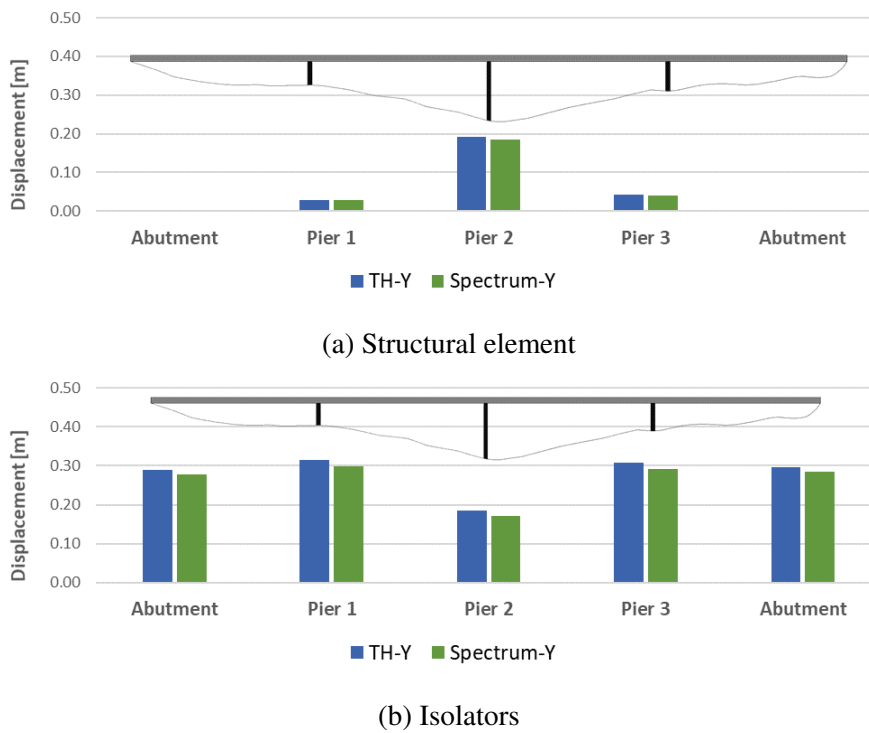 0.50
0.40
0.30
0.20
0.10
0.00
Displacement [m]
Abutment Pier 1 Pier 2 Pier 3 Abutment
TH-Y Spectrum-Y
(a) Structural element
0.50
0.40
0.30
0.20
0.10
0.00
Displacement [m]
Abutment Pier 1 Pier 2 Pier 3 Abutment
TH-Y Spectrum-Y
(b) Isolators